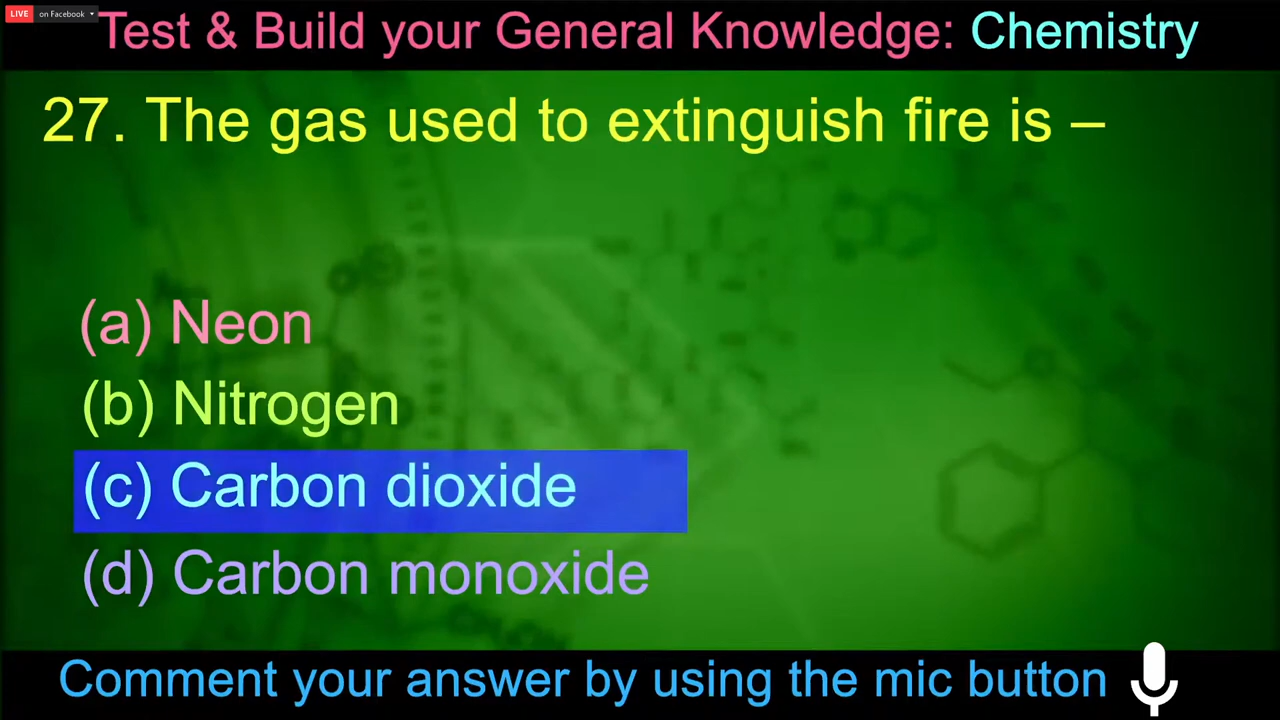 LIVE on Facebook
Test & Build your General Knowledge: Chemistry
27. The gas used to extinguish fire is –
(a) Neon
(b) Nitrogen
(c) Carbon dioxide
(d) Carbon monoxide
Comment your answer by using the mic button